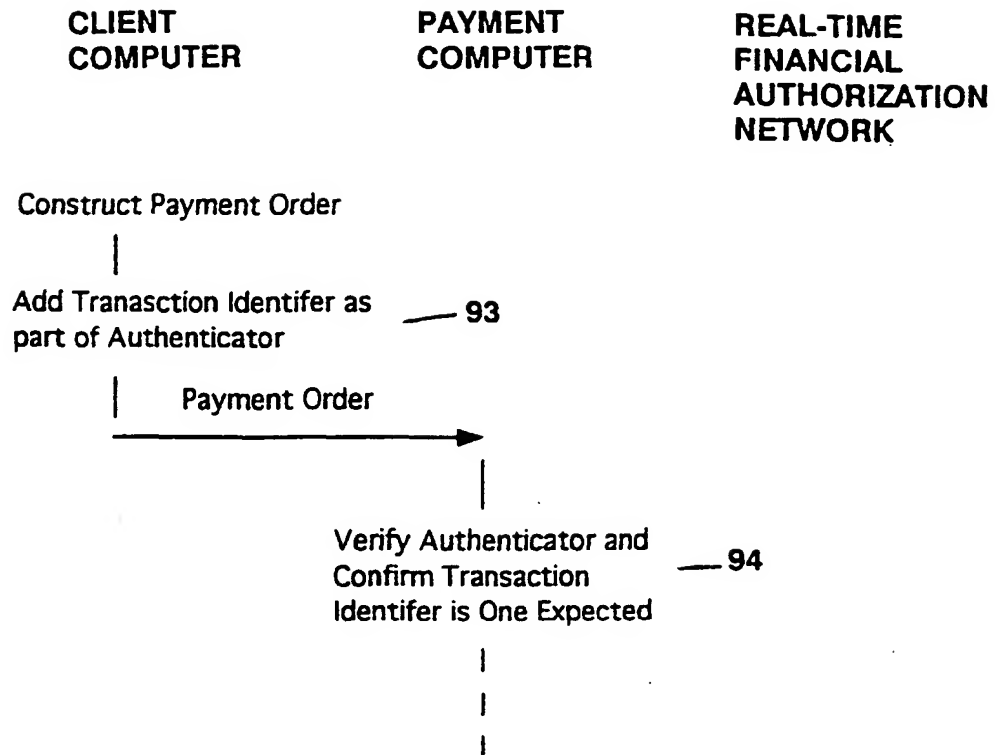 CLIENT
COMPUTER
PAYMENT
COMPUTER
REAL-TIME
FINANCIAL
AUTHORIZATION
NETWORK
Construct Payment Order
Add Tranasction Identifer as
part of Authenticator
93
Payment Order
Verify Authenticator and
Confirm Transaction
Identifer is One Expected
94